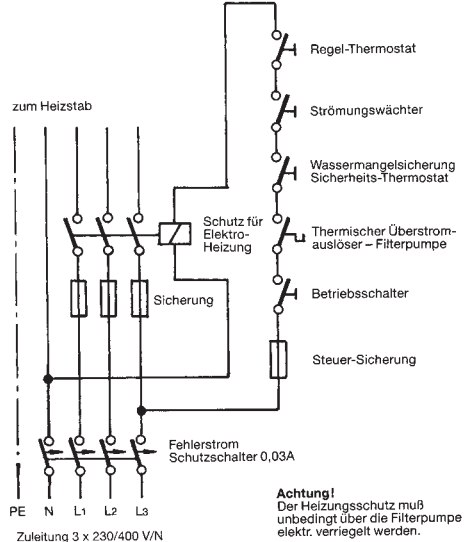 Regel-Thermostat
zum Heizstab
Strömungswächter
Wassermangelsicherung
Sicherheits-Thermostat
Schutz für
Elektro-
Heizung
Thermischer Überstrom-
auslöser – Filterpumpe
Sicherung
Betriebsschalter
Steuer-Sicherung
Fehlerstrom
Schutzschalter 0,03A
PE N L1 L2 L3
Zuleitung 3 x 230/400 V/N
Achtung!
Der Heizungsschutz muß
unbedingt über die Filterpumpe
elektr. verriegelt werden.